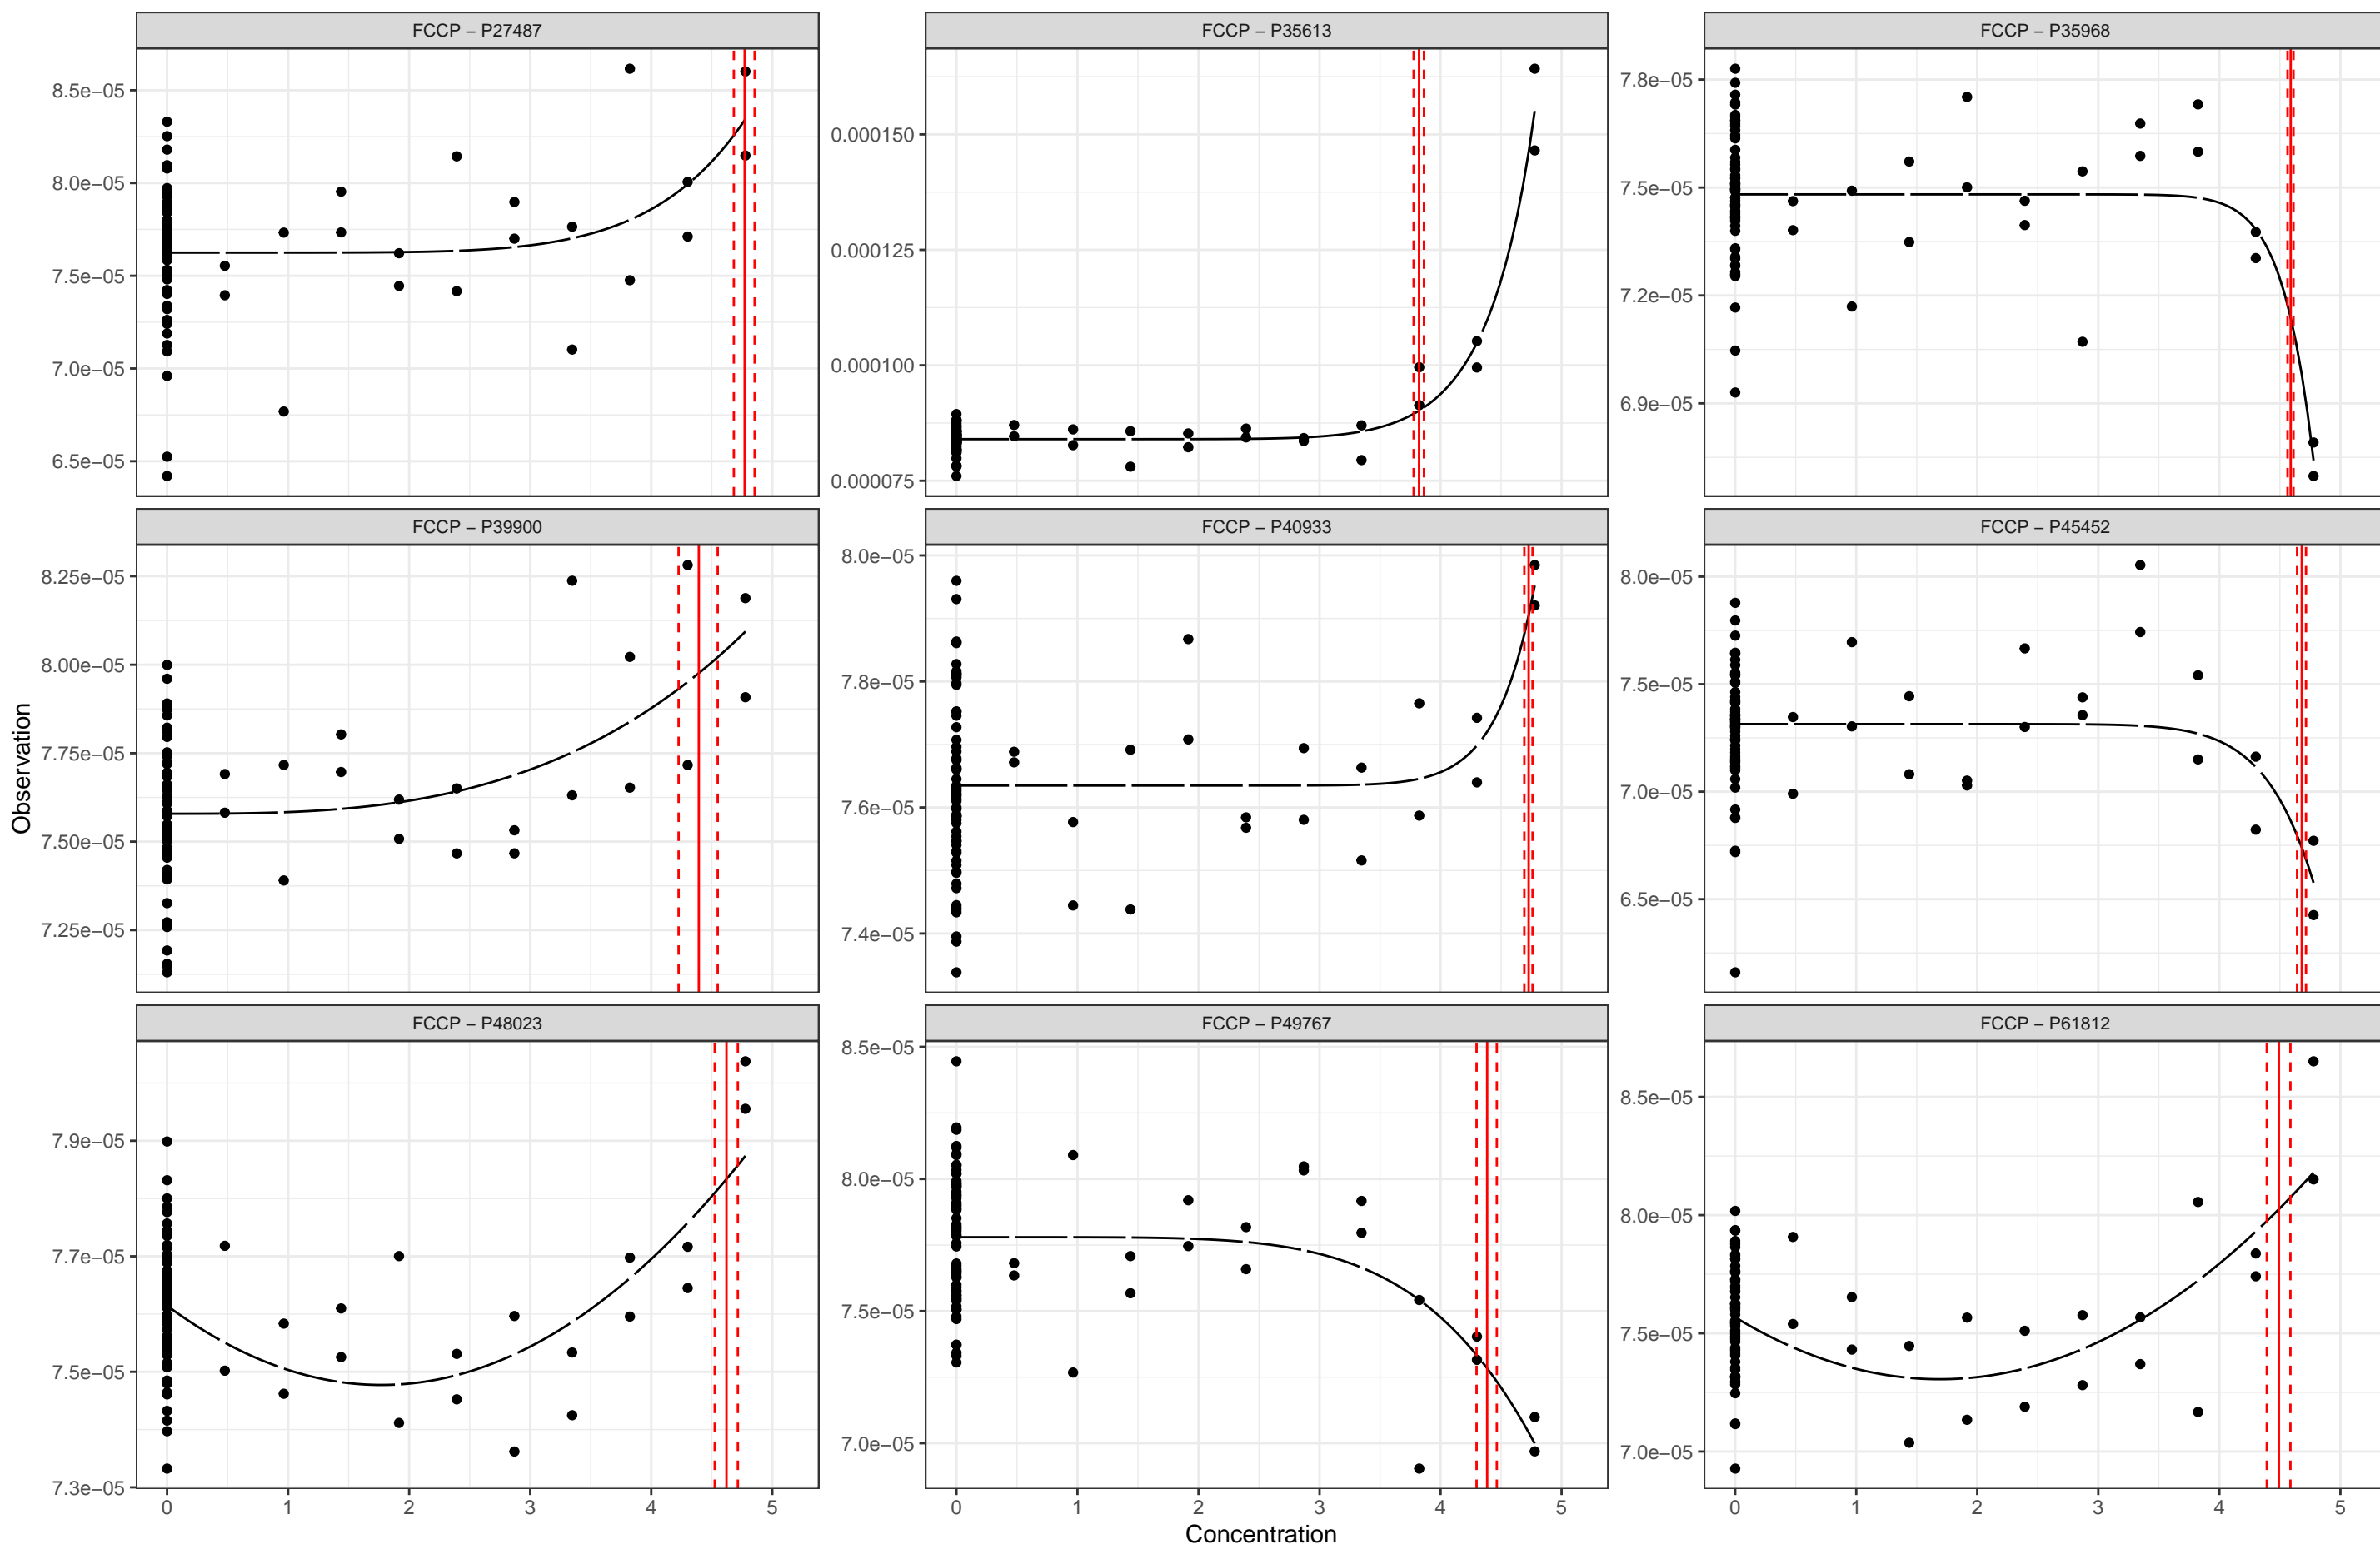 FCCP – P27487
FCCP – P35613
FCCP – P35968
8.5e−05
8.0e−05
7.5e−05
7.0e−05
6.5e−05
0.000150
0.000125
0.000100
0.000075
7.8e−05
7.5e−05
7.2e−05
6.9e−05
FCCP – P39900
FCCP – P40933
FCCP – P45452
8.25e−05
8.00e−05
7.75e−05
7.50e−05
7.25e−05
8.0e−05
7.8e−05
7.6e−05
7.4e−05
8.0e−05
7.5e−05
7.0e−05
6.5e−05
Observation
FCCP – P48023
FCCP – P49767
FCCP – P61812
7.9e−05
7.7e−05
7.5e−05
7.3e−05
8.5e−05
8.0e−05
7.5e−05
7.0e−05
8.5e−05
8.0e−05
7.5e−05
7.0e−05
0 1 2 3 4 5
0 1 2 3 4 5
0 1 2 3 4 5
Concentration